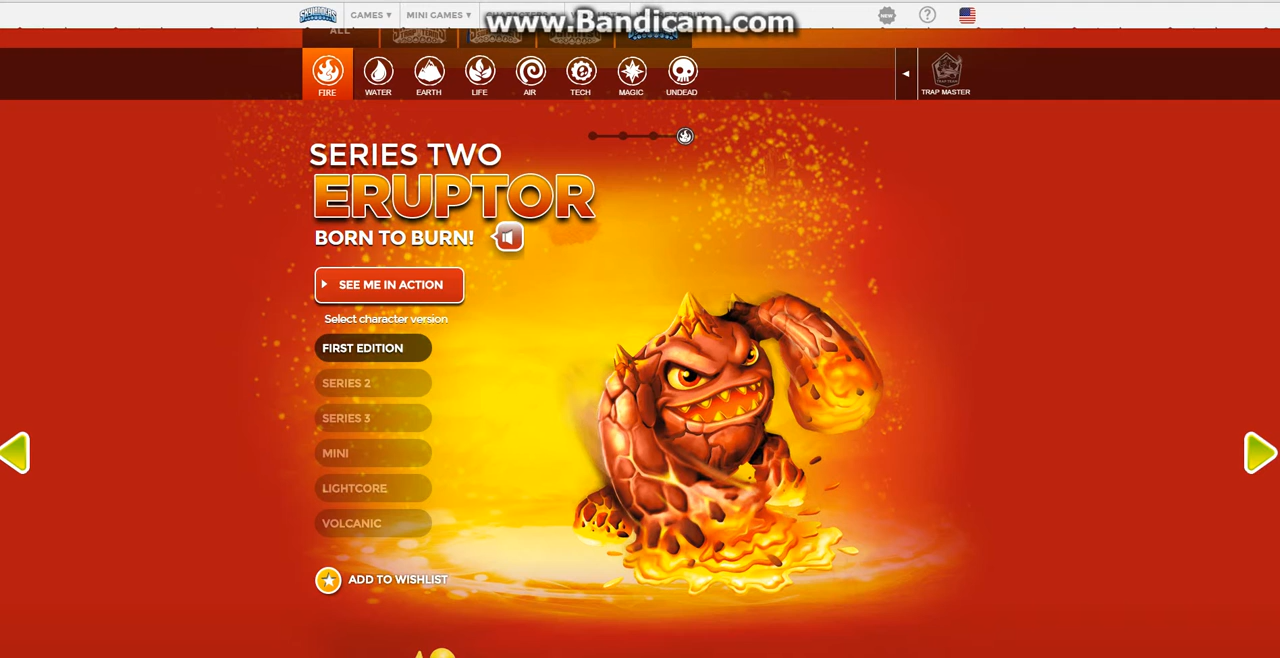 SKYLANDERS
GAMES ▾
MINI GAMES ▾
www.Bandicam.com
NEW
?
ALL
FIRE
WATER
EARTH
LIFE
AIR
TECH
MAGIC
UNDEAD
TRAP MASTER
SERIES TWO
ERUPTOR
BORN TO BURN!
SEE ME IN ACTION
Select character version
FIRST EDITION
SERIES 2
SERIES 3
MINI
LIGHTCORE
VOLCANIC
ADD TO WISHLIST